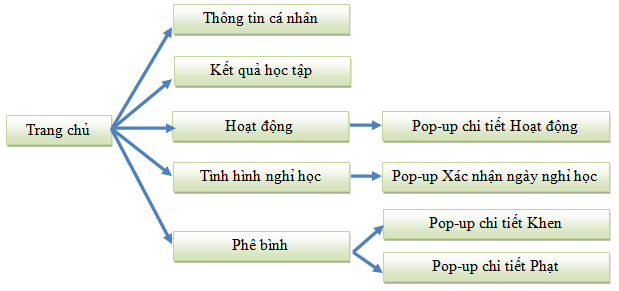 Thông tin cá nhân
Kết quả học tập
Trang chủ
Hoạt động
Pop-up chi tiết Hoạt động
Tình hình nghỉ học
Pop-up Xác nhận ngày nghỉ học
Phê bình
Pop-up chi tiết Khen
Pop-up chi tiết Phạt